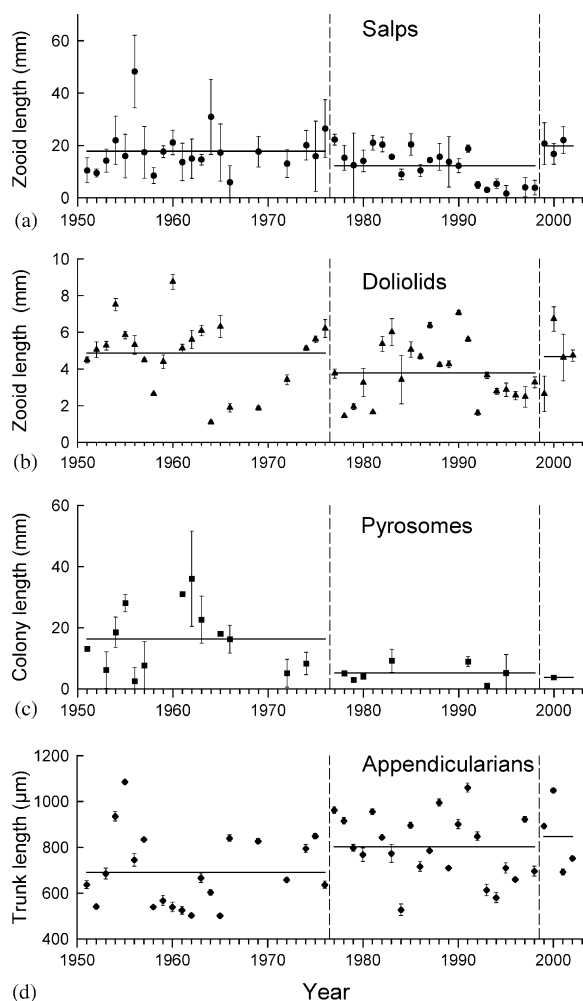 Salps
Zooid length (mm)
60
40
20
0
1950 1960 1970 1980 1990 2000
(a)
Doliolids
Zooid length (mm)
10
8
6
4
2
0
1950 1960 1970 1980 1990 2000
(b)
Pyrosomes
Colony length (mm)
60
40
20
0
1950 1960 1970 1980 1990 2000
(c)
Appendicularians
Trunk length (µm)
1200
1000
800
600
400
1950 1960 1970 1980 1990 2000
(d)
Year